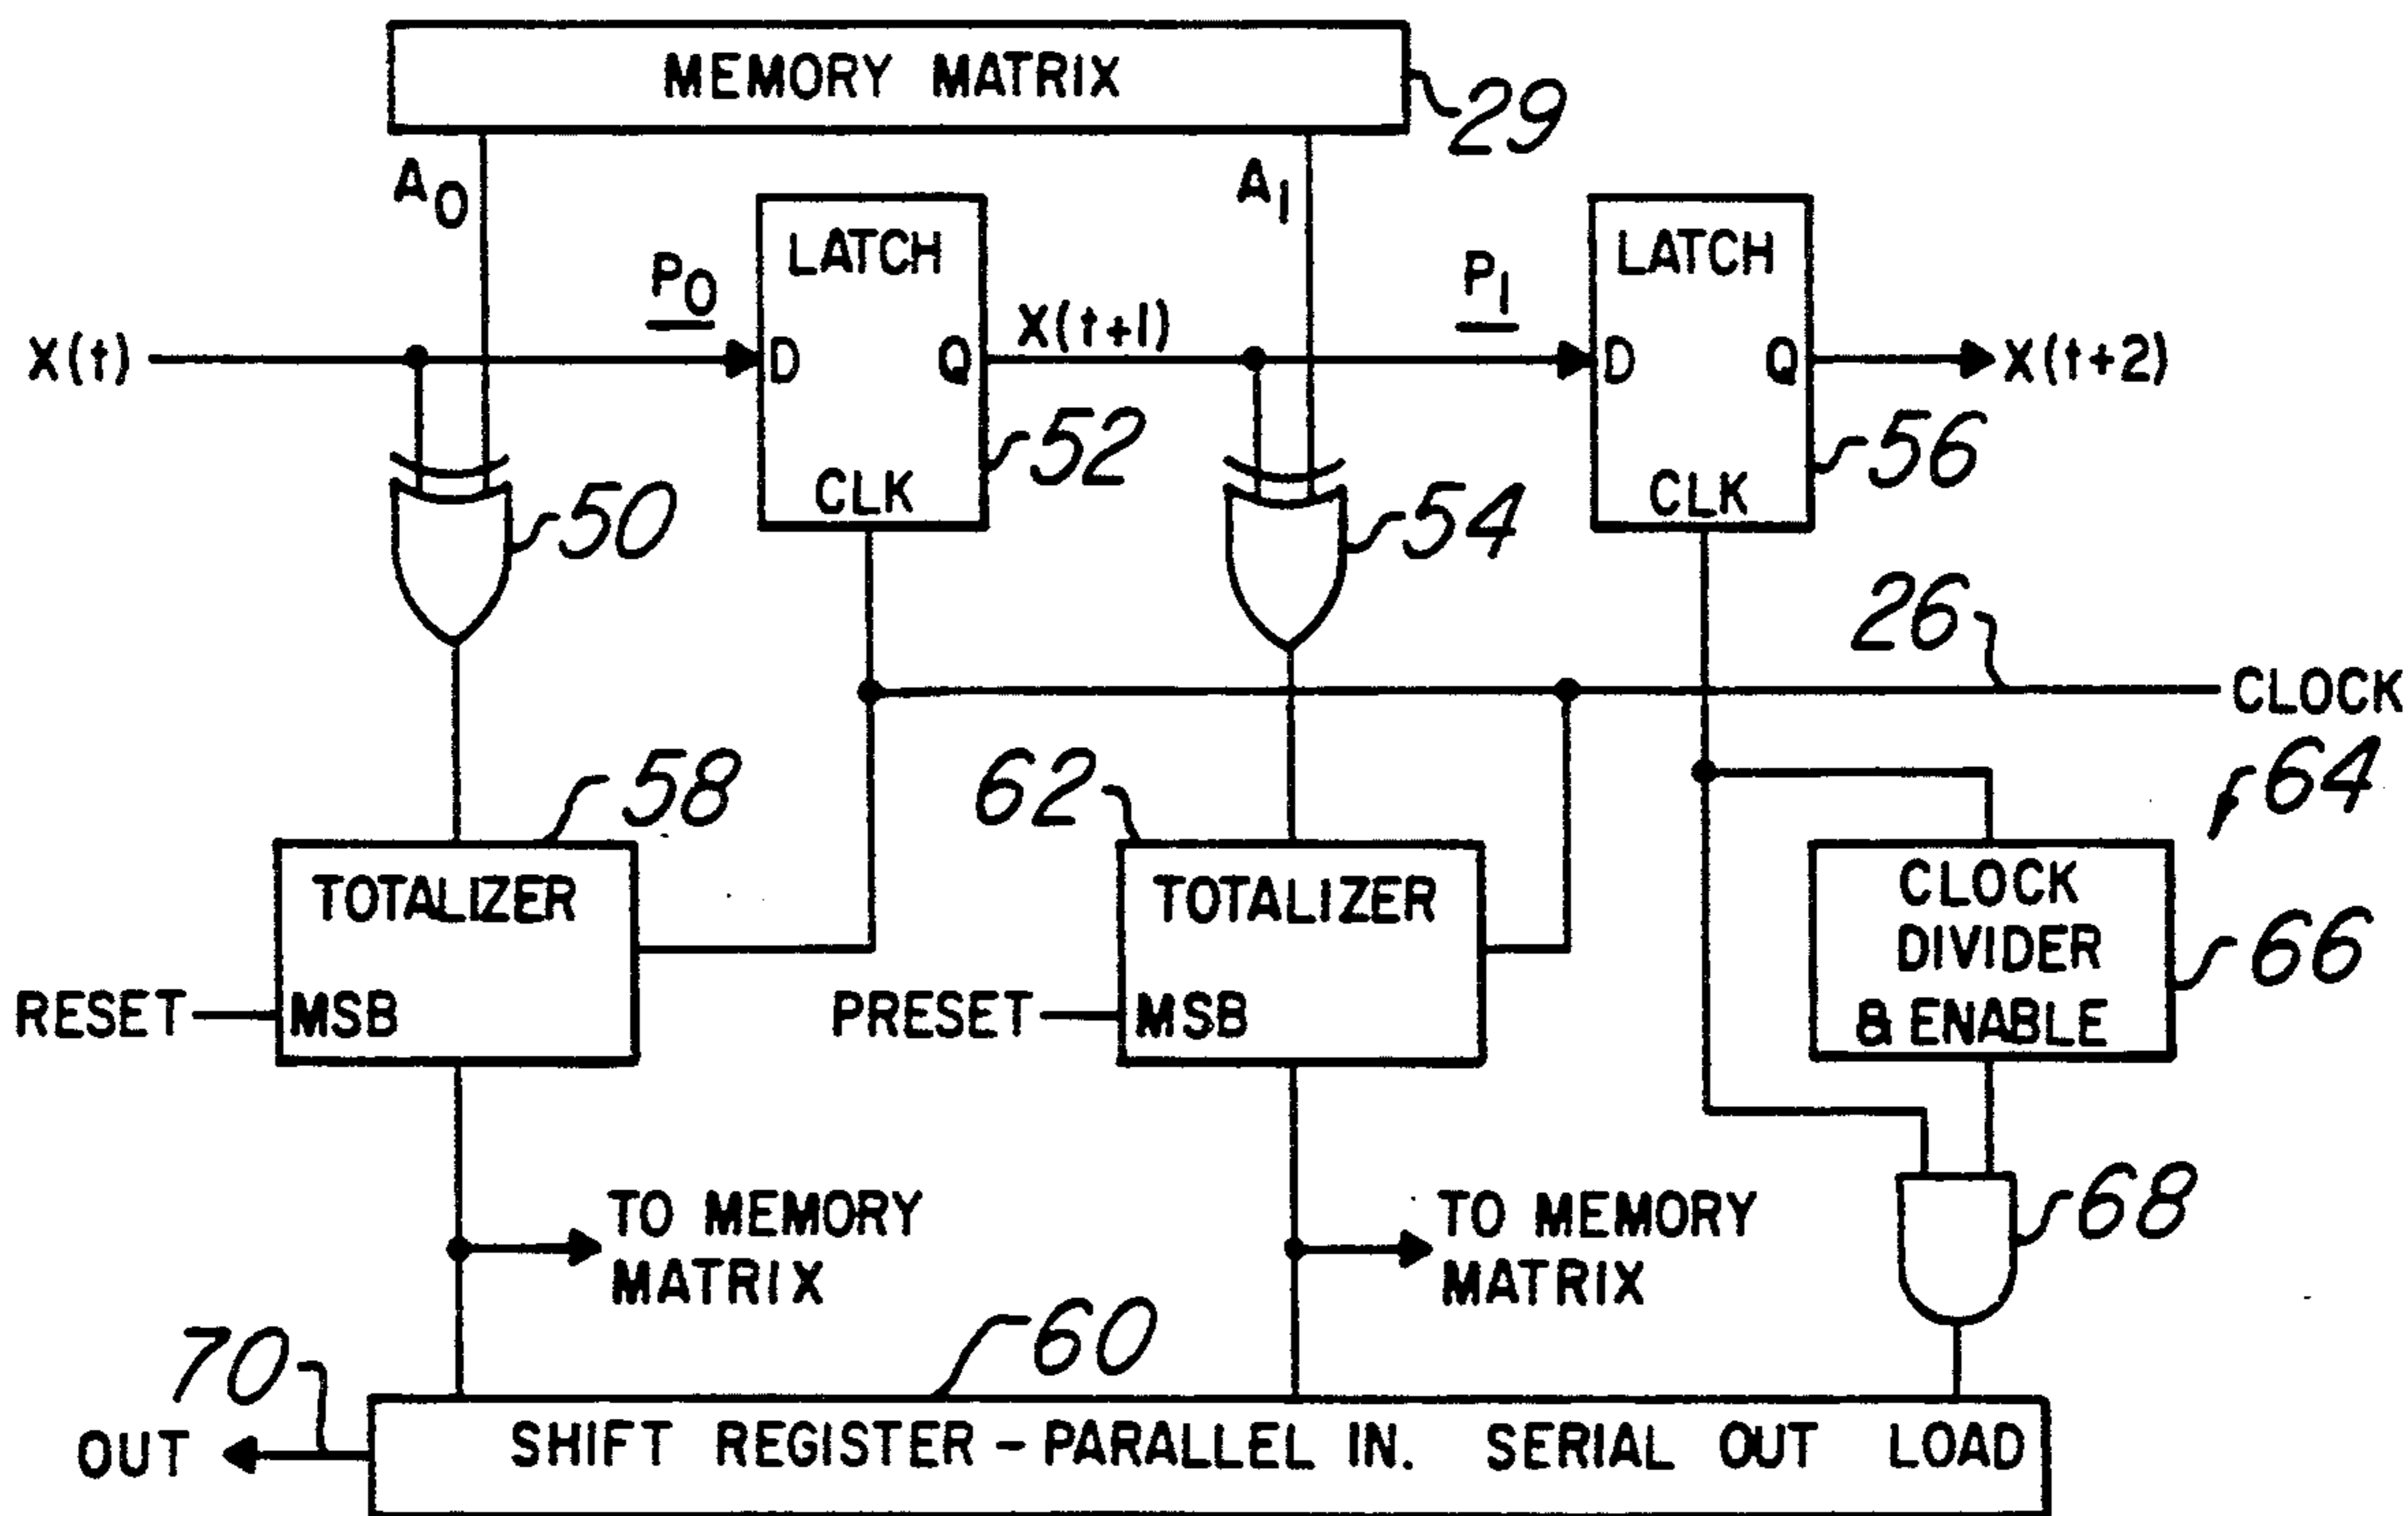 MEMORY MATRIX
29
A0
A1
LATCH
LATCH
P0
P1
X(t)
D
Q
X(t+1)
D
Q
X(t+2)
52
56
CLK
CLK
50
54
26
CLOCK
58
62
64
TOTALIZER
TOTALIZER
CLOCK
DIVIDER
& ENABLE
66
RESET
MSB
PRESET
MSB
TO MEMORY
MATRIX
TO MEMORY
MATRIX
68
70
60
OUT
SHIFT REGISTER - PARALLEL IN. SERIAL OUT LOAD